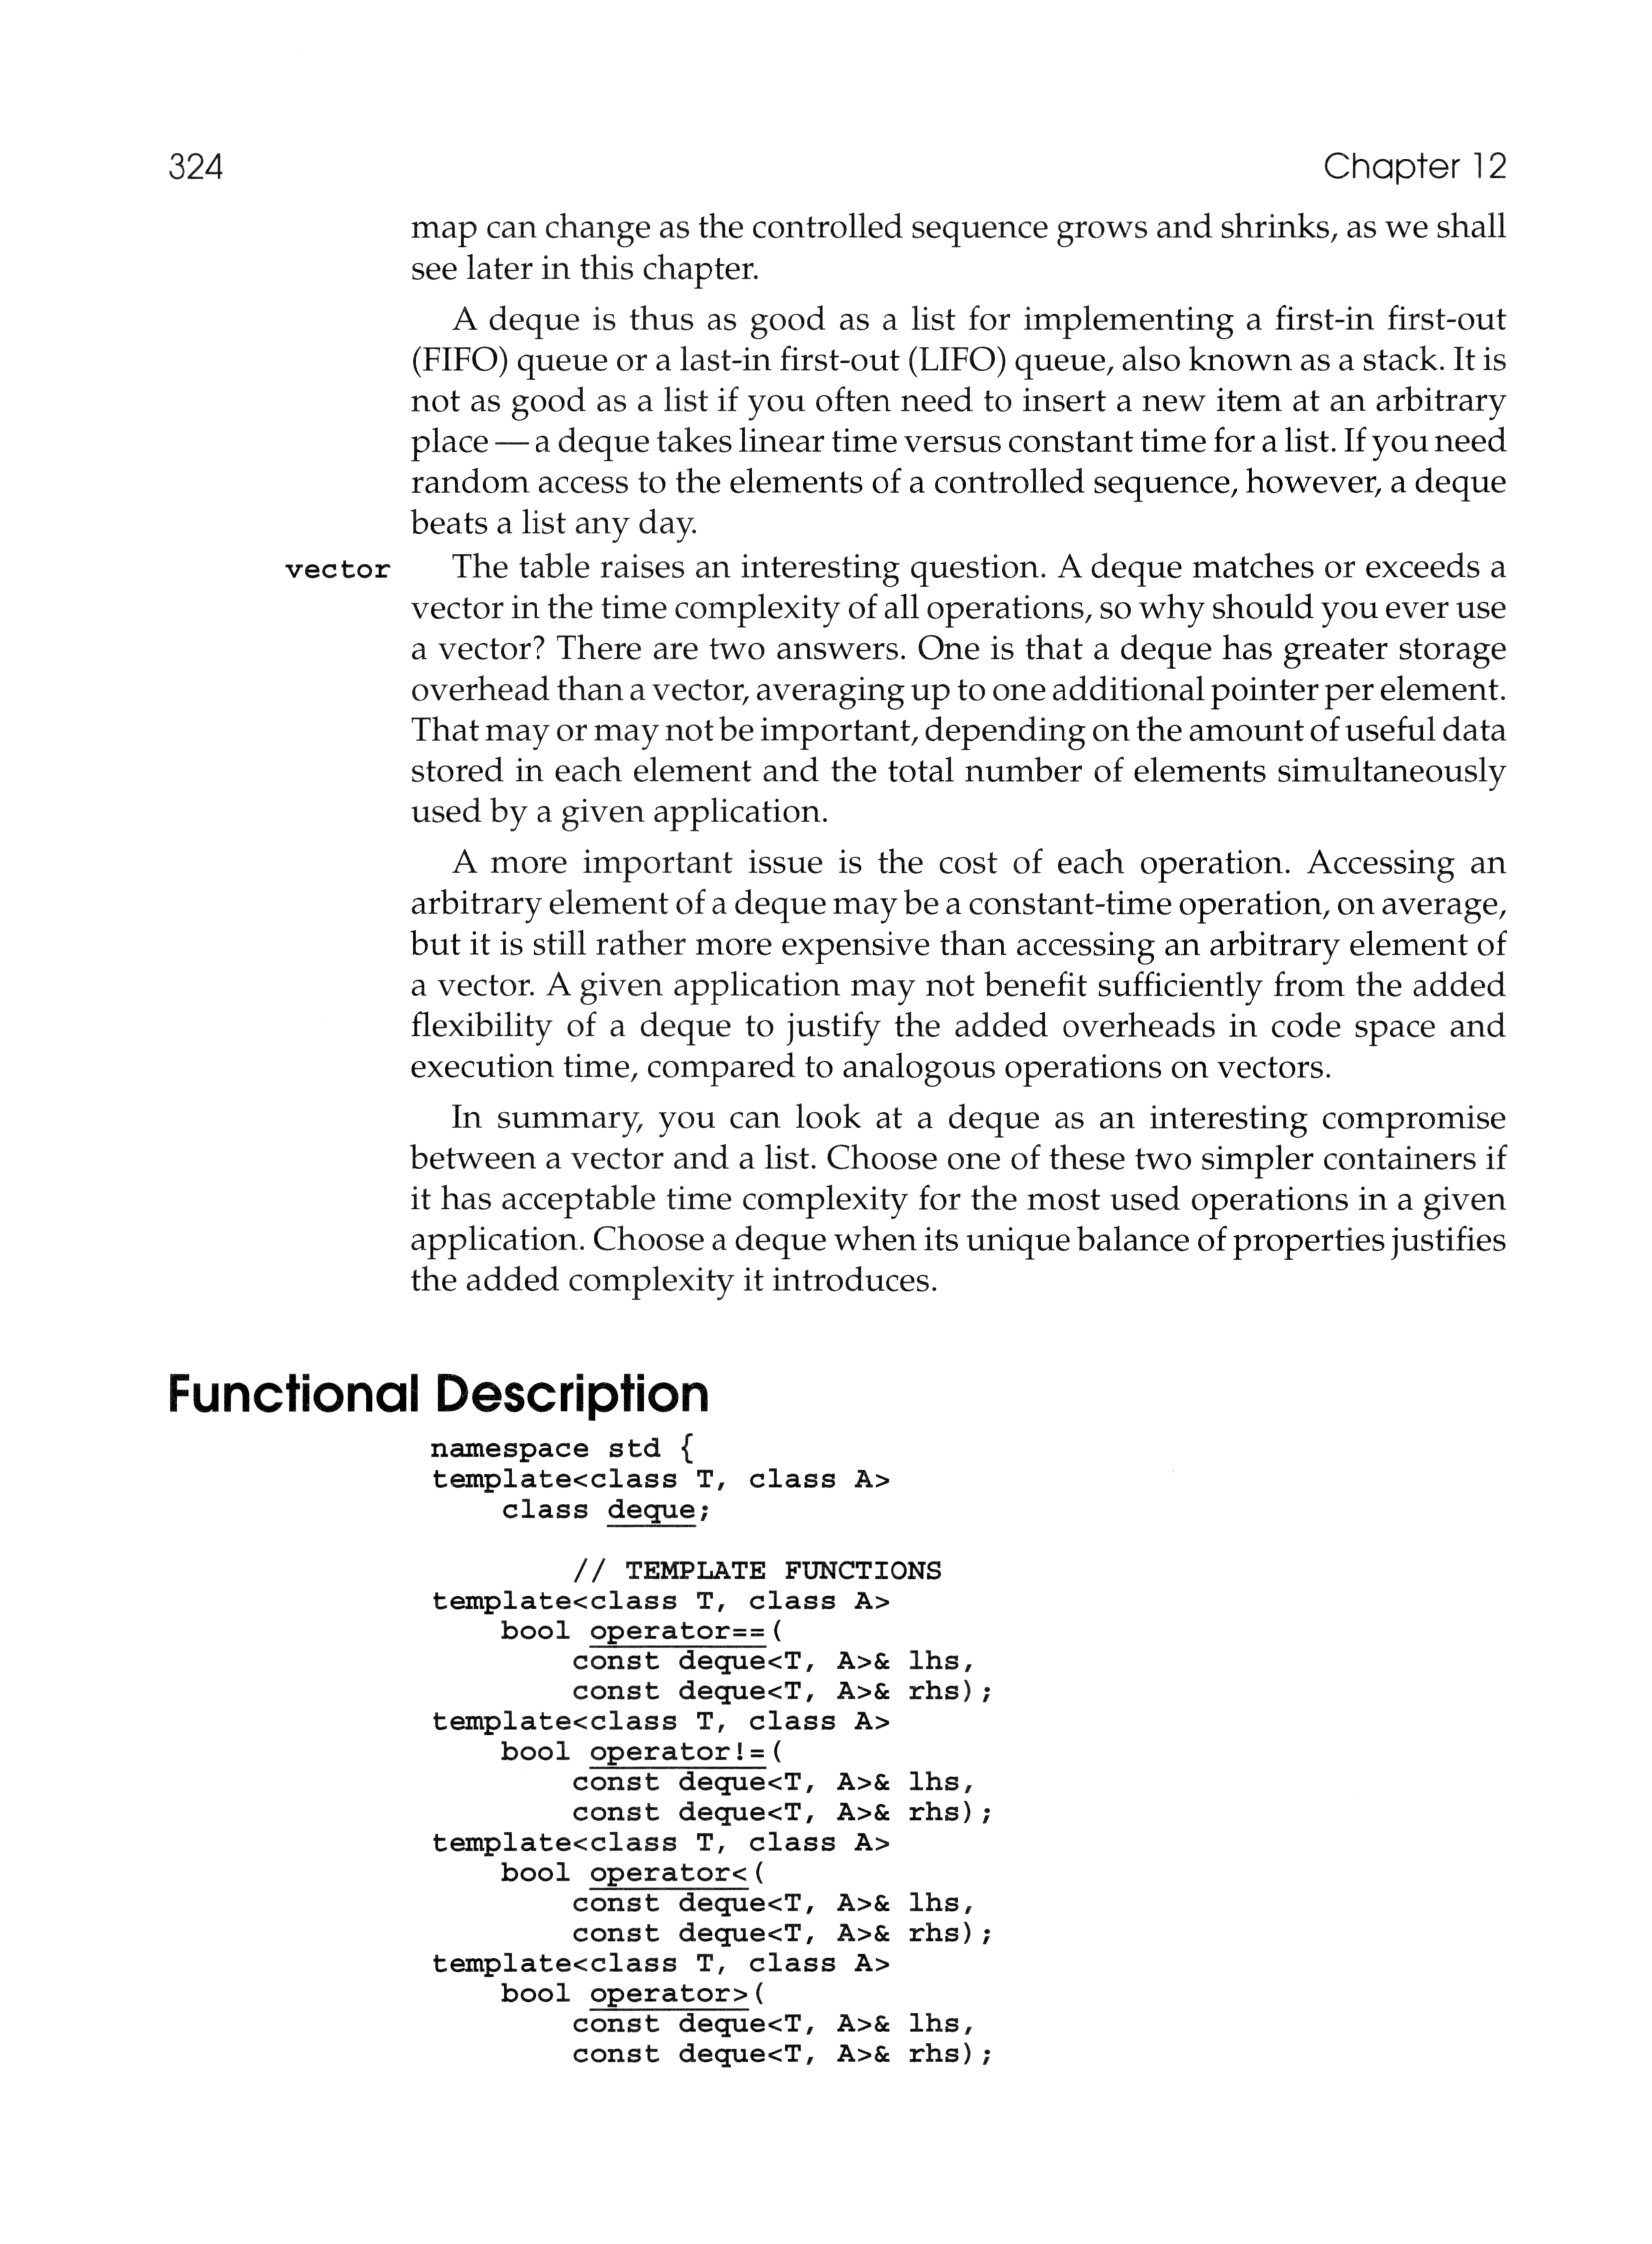 324
Chapter 12
map can change as the controlled sequence grows and shrinks, as we shall
see later in this chapter.
A deque is thus as good as a list for implementing a first-in first-out
(FIFO) queue or a last-in first-out (LIFO) queue, also known as a stack. It is
not as good as a list if you often need to insert a new item at an arbitrary
place — a deque takes linear time versus constant time for a list. If you need
random access to the elements of a controlled sequence, however, a deque
beats a list any day.
vector The table raises an interesting question. A deque matches or exceeds a
vector in the time complexity of all operations, so why should you ever use
a vector? There are two answers. One is that a deque has greater storage
overhead than a vector, averaging up to one additional pointer per element.
That may or may not be important, depending on the amount of useful data
stored in each element and the total number of elements simultaneously
used by a given application.
A more important issue is the cost of each operation. Accessing an
arbitrary element of a deque may be a constant-time operation, on average,
but it is still rather more expensive than accessing an arbitrary element of
a vector. A given application may not benefit sufficiently from the added
flexibility of a deque to justify the added overheads in code space and
execution time, compared to analogous operations on vectors.
In summary, you can look at a deque as an interesting compromise
between a vector and a list. Choose one of these two simpler containers if
it has acceptable time complexity for the most used operations in a given
application. Choose a deque when its unique balance of properties justifies
the added complexity it introduces.
Functional Description
namespace std {
template<class T, class A>
    class deque;
        // TEMPLATE FUNCTIONS
template<class T, class A>
    bool operator==(
        const deque<T, A>& lhs,
        const deque<T, A>& rhs);
template<class T, class A>
    bool operator!=(
        const deque<T, A>& lhs,
        const deque<T, A>& rhs);
template<class T, class A>
    bool operator<(
        const deque<T, A>& lhs,
        const deque<T, A>& rhs);
template<class T, class A>
    bool operator>(
        const deque<T, A>& lhs,
        const deque<T, A>& rhs);